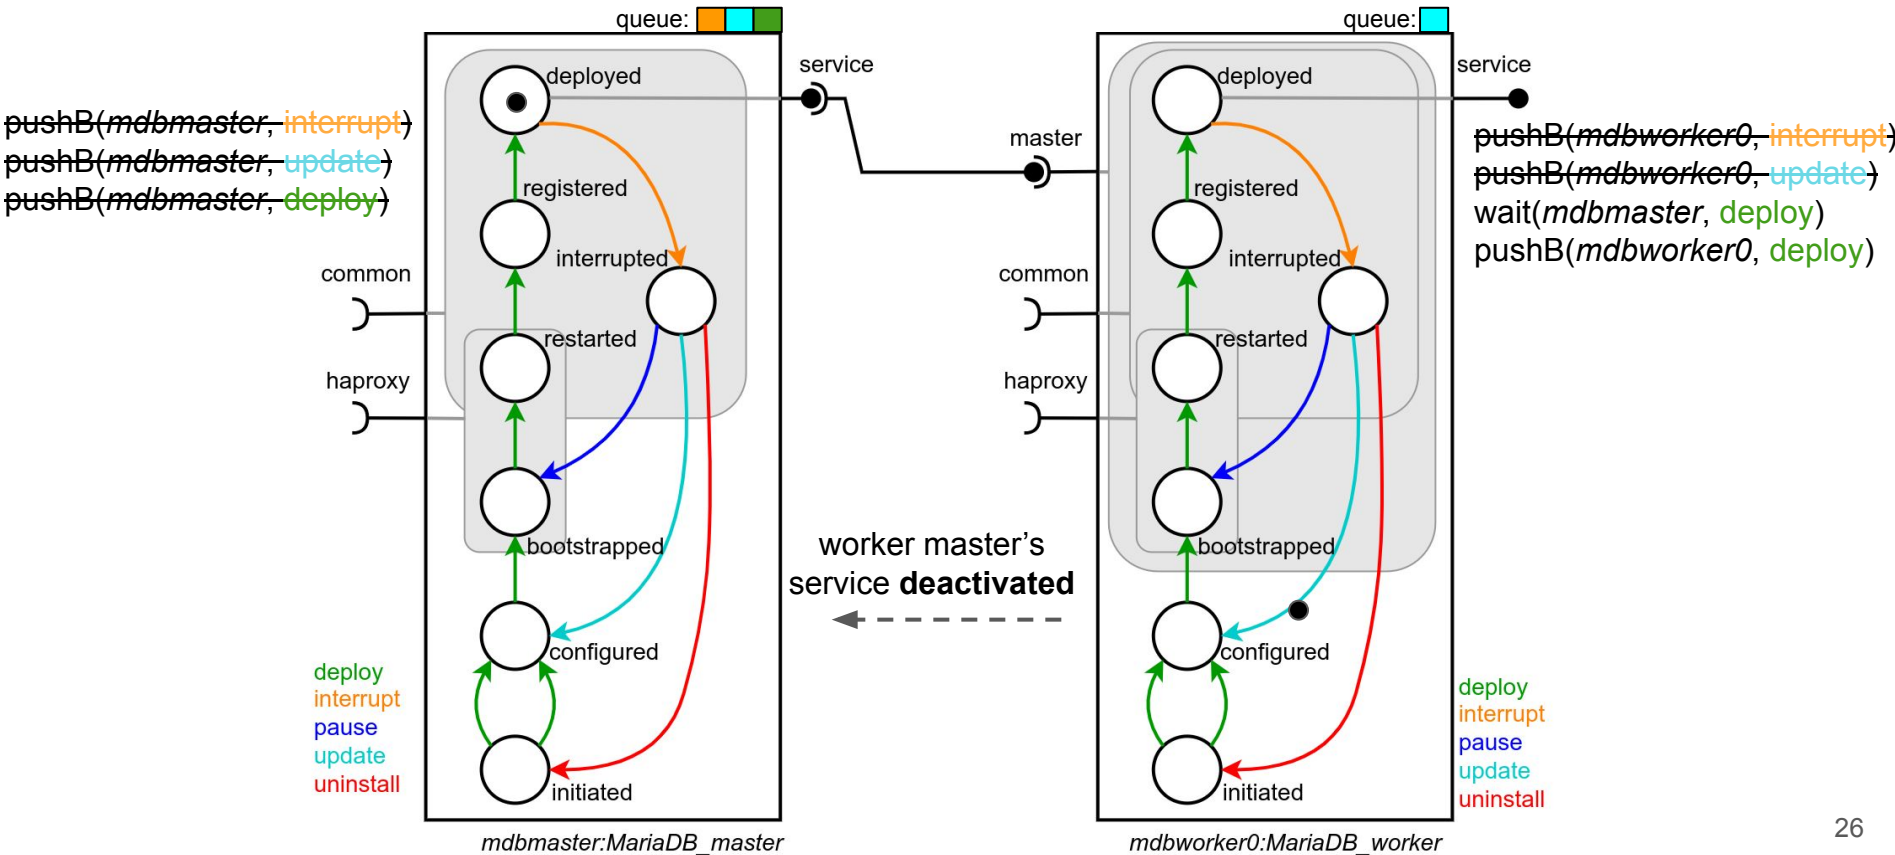 queue:
queue:
service
service
deployed
deployed
pushB(mdbmaster, interrupt)
pushB(mdbmaster, update)
pushB(mdbmaster, deploy)
master
pushB(mdbworker0, interrupt)
pushB(mdbworker0, update)
wait(mdbmaster, deploy)
pushB(mdbworker0, deploy)
registered
registered
interrupted
interrupted
common
common
restarted
restarted
haproxy
haproxy
bootstrapped
bootstrapped
worker master's
service deactivated
configured
configured
deploy
interrupt
pause
update
uninstall
deploy
interrupt
pause
update
uninstall
initiated
initiated
mdbmaster:MariaDB_master
mdbworker0:MariaDB_worker
26